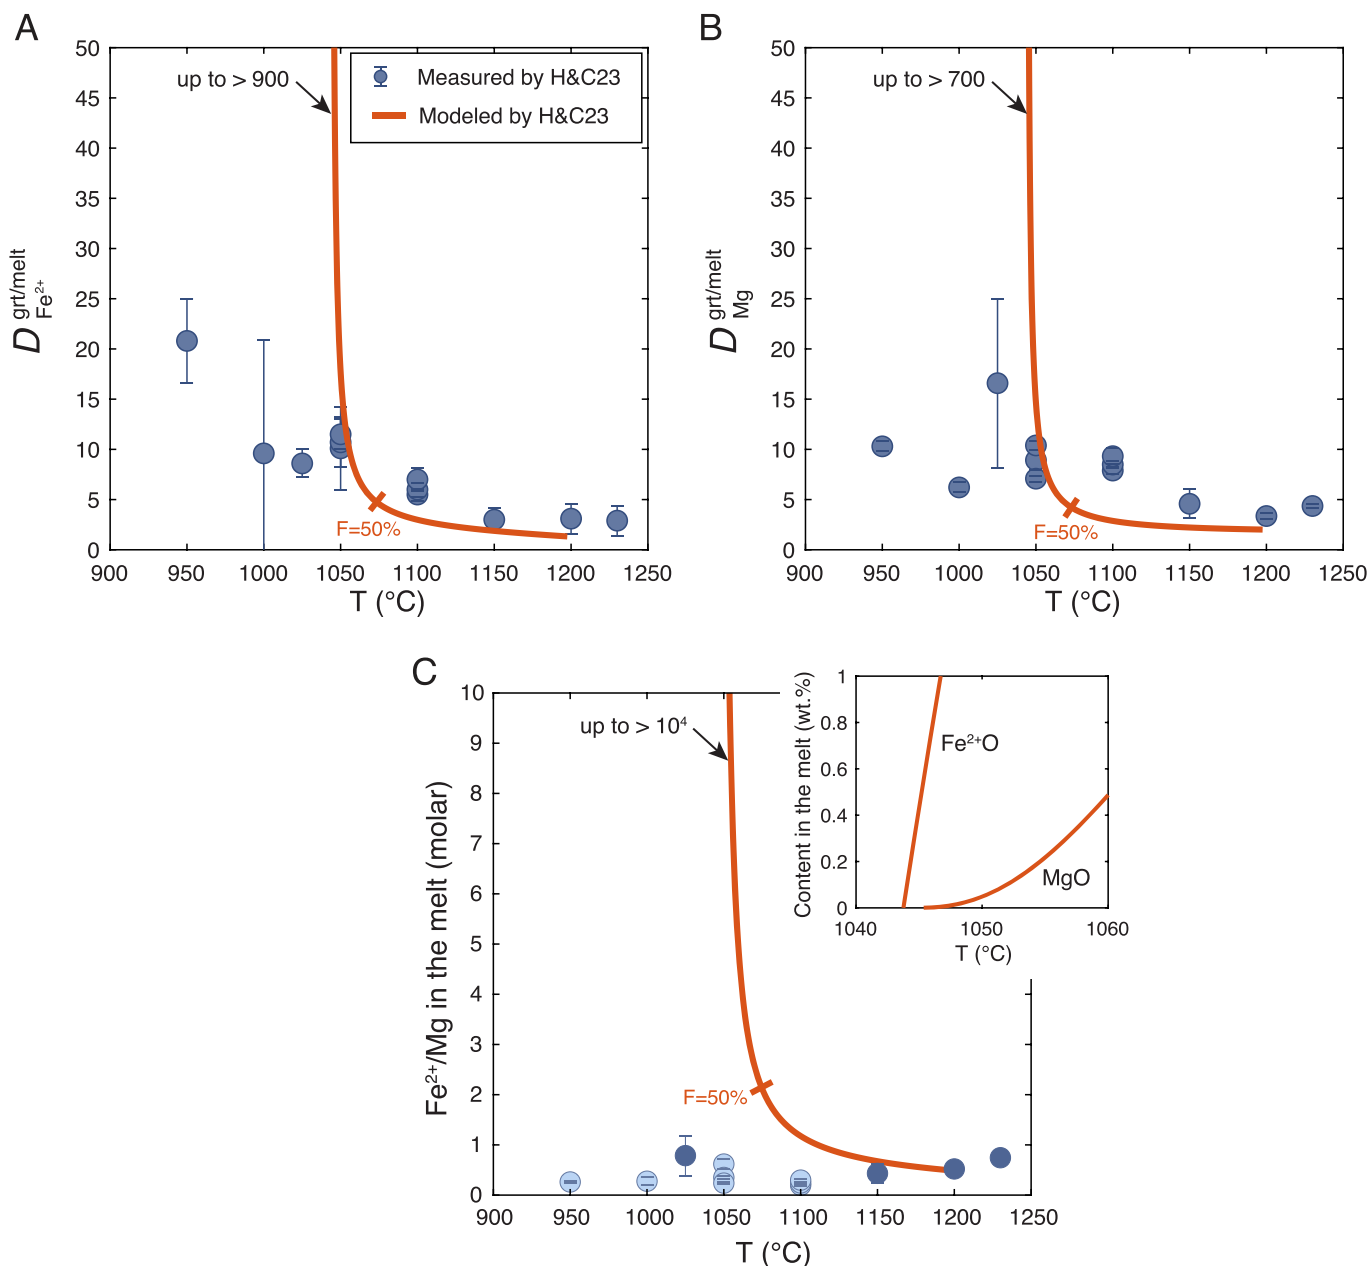 A
50
45
40
35
30
25
20
15
10
5
0
D grt/melt Fe²⁺
up to > 900
Measured by H&C23
Modeled by H&C23
F=50%
900 950 1000 1050 1100 1150 1200 1250
T (°C)
B
50
45
40
35
30
25
20
15
10
5
0
D grt/melt Mg
up to > 700
F=50%
900 950 1000 1050 1100 1150 1200 1250
T (°C)
C
10
9
8
7
6
5
4
3
2
1
0
Fe²⁺/Mg in the melt (molar)
up to > 10⁴
F=50%
900 950 1000 1050 1100 1150 1200 1250
T (°C)
1
0.8
0.6
0.4
0.2
0
Content in the melt (wt.%)
Fe²⁺O
MgO
1040 1050 1060
T (°C)